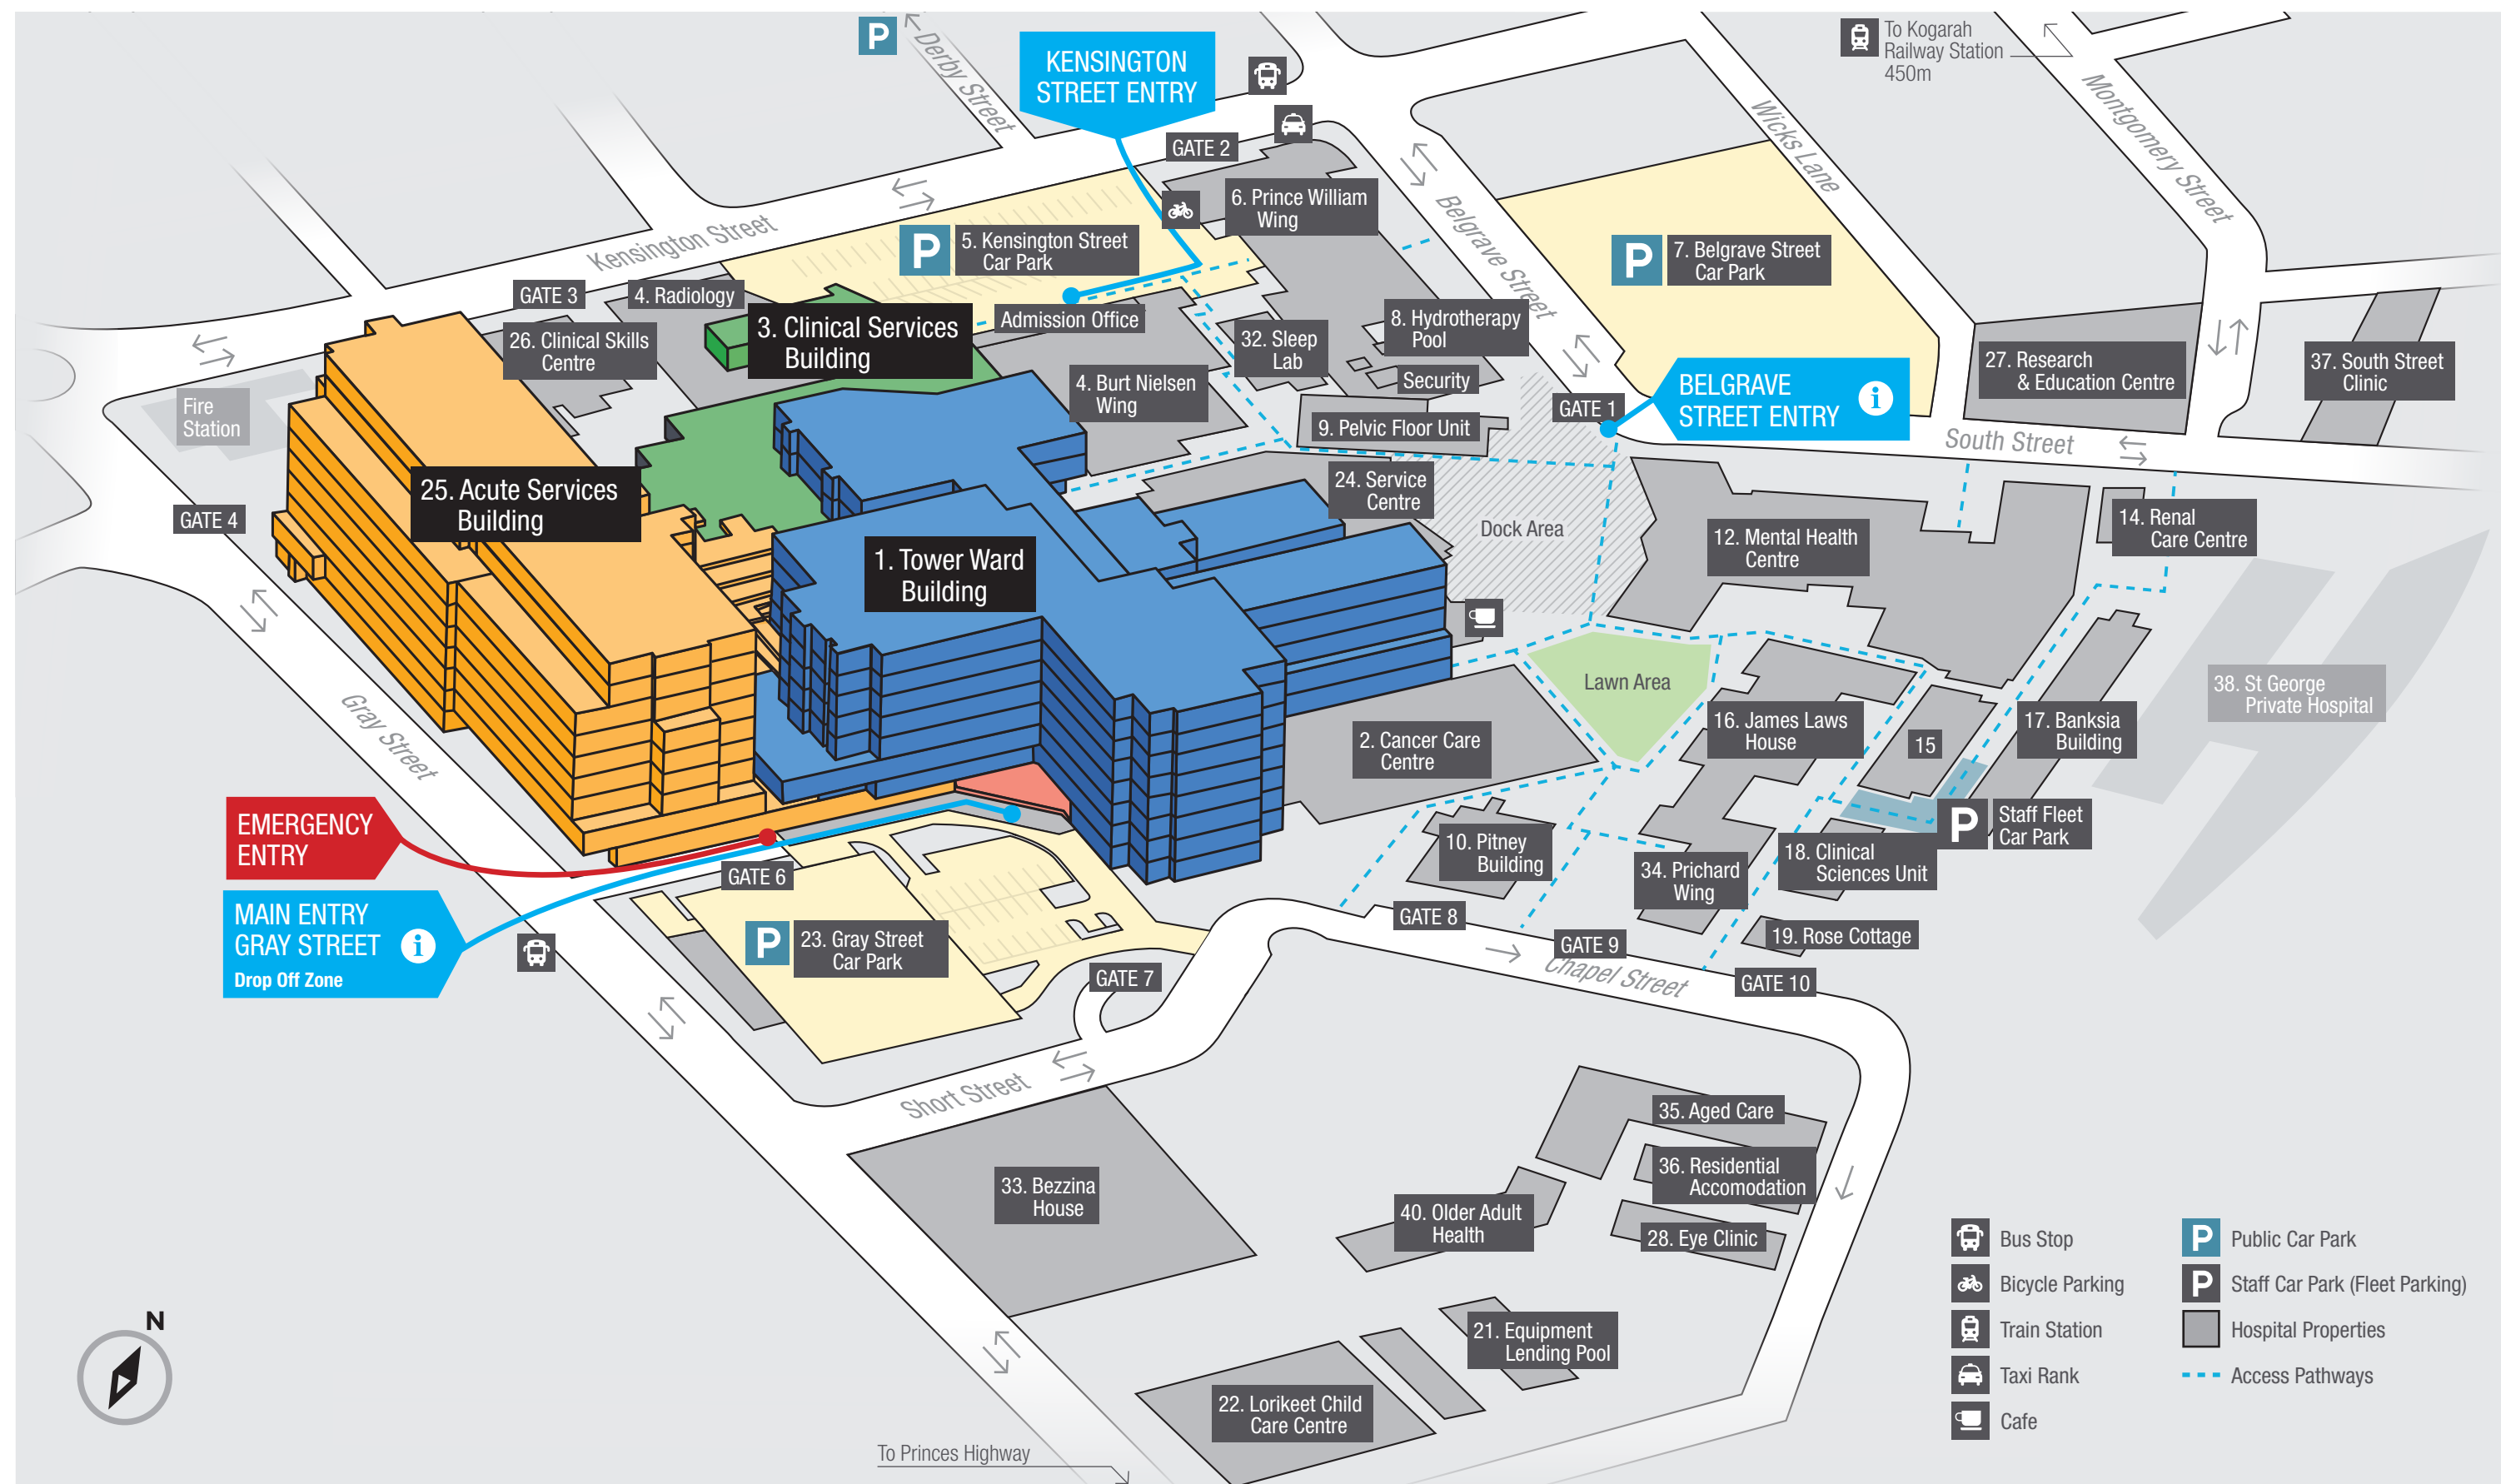 P
Derby Street
KENSINGTON
STREET ENTRY
To Kogarah
Railway Station
450m
Montgomery Street
Wicks Lane
GATE 2
Belgrave Street
Kensington Street
6. Prince William
Wing
P
5. Kensington Street
Car Park
P
7. Belgrave Street
Car Park
GATE 3
4. Radiology
Admission Office
3. Clinical Services
Building
26. Clinical Skills
Centre
32. Sleep
Lab
8. Hydrotherapy
Pool
Security
27. Research
& Education Centre
37. South Street
Clinic
4. Burt Nielsen
Wing
BELGRAVE
STREET ENTRY
i
GATE 1
Fire
Station
9. Pelvic Floor Unit
South Street
25. Acute Services
Building
24. Service
Centre
GATE 4
Dock Area
14. Renal
Care Centre
12. Mental Health
Centre
1. Tower Ward
Building
Lawn Area
38. St George
Private Hospital
Gray Street
16. James Laws
House
15
17. Banksia
Building
2. Cancer Care
Centre
EMERGENCY
ENTRY
P
Staff Fleet
Car Park
10. Pitney
Building
18. Clinical
Sciences Unit
34. Prichard
Wing
GATE 6
MAIN ENTRY
GRAY STREET
i
Drop Off Zone
GATE 8
P
23. Gray Street
Car Park
19. Rose Cottage
GATE 9
GATE 7
Chapel Street
GATE 10
Short Street
35. Aged Care
33. Bezzina
House
36. Residential
Accomodation
40. Older Adult
Health
28. Eye Clinic
21. Equipment
Lending Pool
22. Lorikeet Child
Care Centre
To Princes Highway
N
Bus Stop
Bicycle Parking
Train Station
Taxi Rank
Cafe
P
Public Car Park
P
Staff Car Park (Fleet Parking)
Hospital Properties
Access Pathways